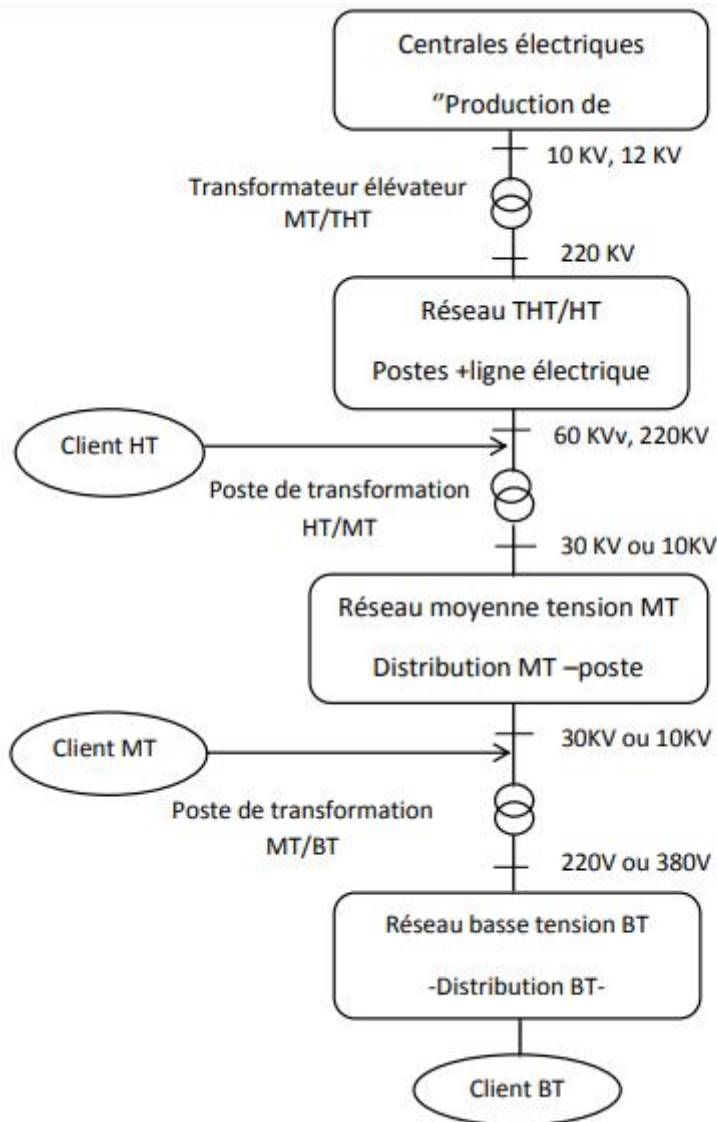 Centrales électriques
‘’Production de
10 KV, 12 KV
Transformateur élévateur
MT/THT
220 KV
Réseau THT/HT
Postes +ligne électrique
60 KVv, 220KV
Client HT
Poste de transformation
HT/MT
30 KV ou 10KV
Réseau moyenne tension MT
Distribution MT –poste
30KV ou 10KV
Client MT
Poste de transformation
MT/BT
220V ou 380V
Réseau basse tension BT
-Distribution BT-
Client BT